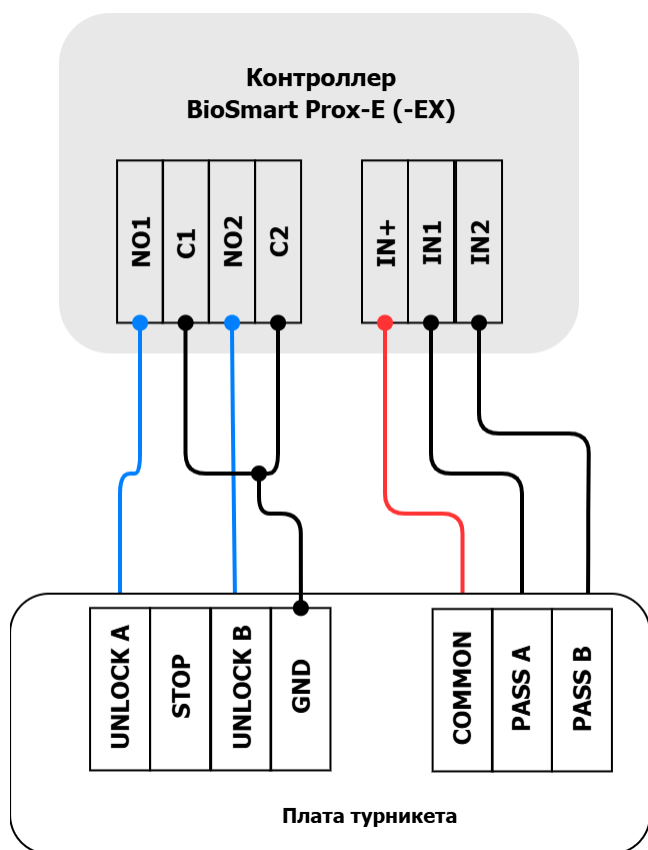 Контроллер
BioSmart Prox-E (-EX)
NO1
C1
NO2
C2
IN+
IN1
IN2
UNLOCK A
STOP
UNLOCK B
GND
COMMON
PASS A
PASS B
Плата турникета